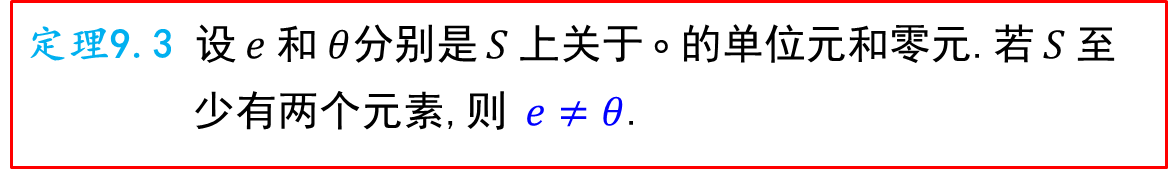 定理9.3 设 e 和 θ 分别是 S 上关于 ∘ 的单位元和零元. 若 S 至
少有两个元素, 则 e ≠ θ.